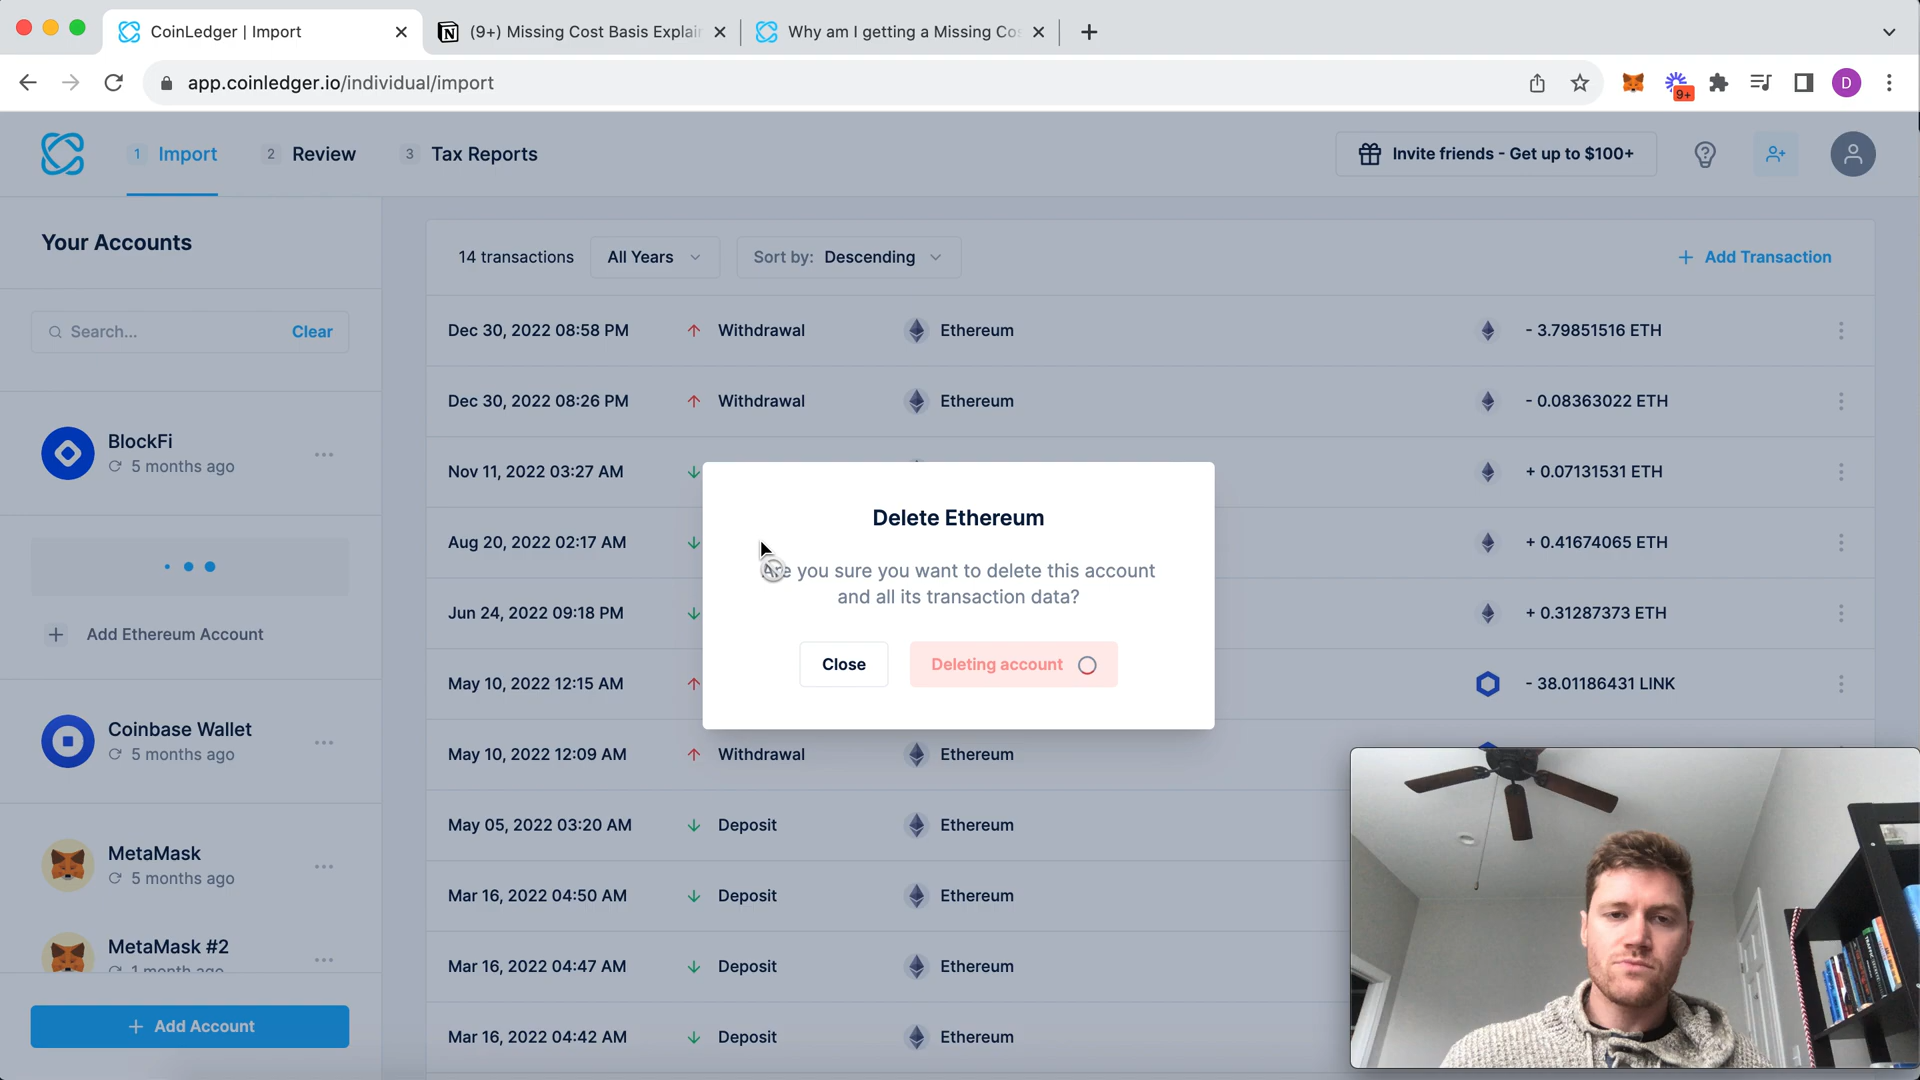 CoinLedger | Import
(9+) Missing Cost Basis Explai
Why am I getting a Missing Co
app.coinledger.io/individual/import
9+
D
1 Import
2 Review
3 Tax Reports
Invite friends - Get up to $100+
Your Accounts
Search...
Clear
BlockFi
5 months ago
Add Ethereum Account
Coinbase Wallet
5 months ago
MetaMask
5 months ago
MetaMask #2
1 month ago
Add Account
14 transactions
All Years
Sort by: Descending
Add Transaction
Dec 30, 2022 08:58 PM Withdrawal Ethereum - 3.79851516 ETH
Dec 30, 2022 08:26 PM Withdrawal Ethereum - 0.08363022 ETH
Nov 11, 2022 03:27 AM + 0.07131531 ETH
Aug 20, 2022 02:17 AM + 0.41674065 ETH
Jun 24, 2022 09:18 PM + 0.31287373 ETH
May 10, 2022 12:15 AM - 38.01186431 LINK
May 10, 2022 12:09 AM Withdrawal Ethereum
May 05, 2022 03:20 AM Deposit Ethereum
Mar 16, 2022 04:50 AM Deposit Ethereum
Mar 16, 2022 04:47 AM Deposit Ethereum
Mar 16, 2022 04:42 AM Deposit Ethereum
Delete Ethereum
Are you sure you want to delete this account
and all its transaction data?
Close
Deleting account